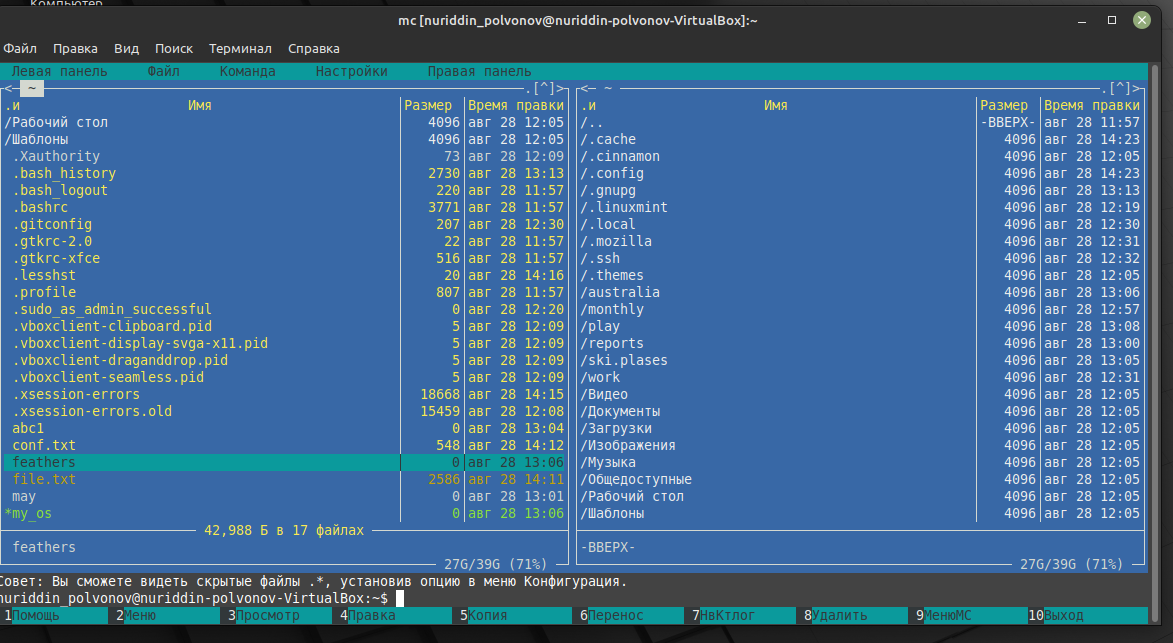 Компьютер
mc [nuriddin_polvonov@nuriddin-polvonov-VirtualBox]:~
Файл Правка Вид Поиск Терминал Справка
Левая панель Файл Команда Настройки Правая панель
<─ ~ .[^]> <─ ~ .[^]>
.и Имя Размер Время правки .и Имя Размер Время правки
/Рабочий стол 4096 авг 28 12:05 /.. -ВВЕРХ- авг 28 11:57
/Шаблоны 4096 авг 28 12:05 /.cache 4096 авг 28 14:23
.Xauthority 73 авг 28 12:09 /.cinnamon 4096 авг 28 12:05
.bash_history 2730 авг 28 13:13 /.config 4096 авг 28 14:23
.bash_logout 220 авг 28 11:57 /.gnupg 4096 авг 28 13:13
.bashrc 3771 авг 28 11:57 /.linuxmint 4096 авг 28 12:19
.gitconfig 207 авг 28 12:30 /.local 4096 авг 28 12:30
.gtkrc-2.0 22 авг 28 11:57 /.mozilla 4096 авг 28 12:31
.gtkrc-xfce 516 авг 28 11:57 /.ssh 4096 авг 28 12:32
.lesshst 20 авг 28 14:16 /.themes 4096 авг 28 12:05
.profile 807 авг 28 11:57 /australia 4096 авг 28 13:06
.sudo_as_admin_successful 0 авг 28 12:20 /monthly 4096 авг 28 12:57
.vboxclient-clipboard.pid 5 авг 28 12:09 /play 4096 авг 28 13:08
.vboxclient-display-svga-x11.pid 5 авг 28 12:09 /reports 4096 авг 28 13:00
.vboxclient-draganddrop.pid 5 авг 28 12:09 /ski.plases 4096 авг 28 13:05
.vboxclient-seamless.pid 5 авг 28 12:09 /work 4096 авг 28 12:31
.xsession-errors 18668 авг 28 14:15 /Видео 4096 авг 28 12:05
.xsession-errors.old 15459 авг 28 12:08 /Документы 4096 авг 28 12:05
abc1 0 авг 28 13:04 /Загрузки 4096 авг 28 12:05
conf.txt 548 авг 28 14:12 /Изображения 4096 авг 28 12:05
feathers 0 авг 28 13:06 /Музыка 4096 авг 28 12:05
file.txt 2586 авг 28 14:11 /Общедоступные 4096 авг 28 12:05
may 0 авг 28 13:01 /Рабочий стол 4096 авг 28 12:05
*my_os 0 авг 28 13:06 /Шаблоны 4096 авг 28 12:05
42,988 Б в 17 файлах
feathers -ВВЕРХ-
27G/39G (71%) 27G/39G (71%)
Совет: Вы сможете видеть скрытые файлы .*, установив опцию в меню Конфигурация.
nuriddin_polvonov@nuriddin-polvonov-VirtualBox:~$
1Помощь 2Меню 3Просмотр 4Правка 5Копия 6Перенос 7НвКтлог 8Удалить 9МенюМС 10Выход